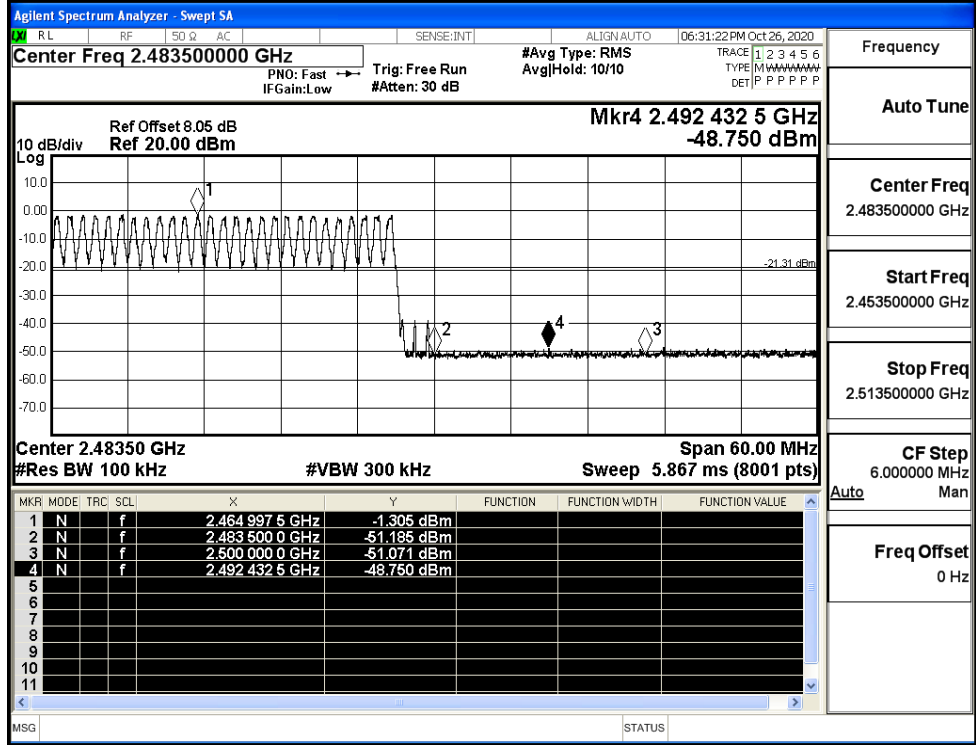 Agilent Spectrum Analyzer - Swept SA
LXI RL RF 50 Ω AC SENSE:INT ALIGN AUTO 06:31:22 PM Oct 26, 2020
Center Freq 2.483500000 GHz
PNO: Fast
IFGain:Low
Trig: Free Run
#Atten: 30 dB
#Avg Type: RMS
Avg|Hold: 10/10
TRACE 1 2 3 4 5 6
TYPE M W W W W W
DET P P P P P P
Mkr4 2.492 432 5 GHz
-48.750 dBm
Ref Offset 8.05 dB
10 dB/div Ref 20.00 dBm
Log
10.0
0.00
-10.0
-20.0
-30.0
-40.0
-50.0
-60.0
-70.0
1
2
4
3
-21.31 dBm
Center 2.48350 GHz Span 60.00 MHz
#Res BW 100 kHz #VBW 300 kHz Sweep 5.867 ms (8001 pts)
MKR MODE TRC SCL X Y FUNCTION FUNCTION WIDTH FUNCTION VALUE
1 N f 2.464 997 5 GHz -1.305 dBm
2 N f 2.483 500 0 GHz -51.185 dBm
3 N f 2.500 000 0 GHz -51.071 dBm
4 N f 2.492 432 5 GHz -48.750 dBm
5
6
7
8
9
10
11
MSG STATUS
Frequency
Auto Tune
Center Freq
2.483500000 GHz
Start Freq
2.453500000 GHz
Stop Freq
2.513500000 GHz
CF Step
6.000000 MHz
Auto Man
Freq Offset
0 Hz